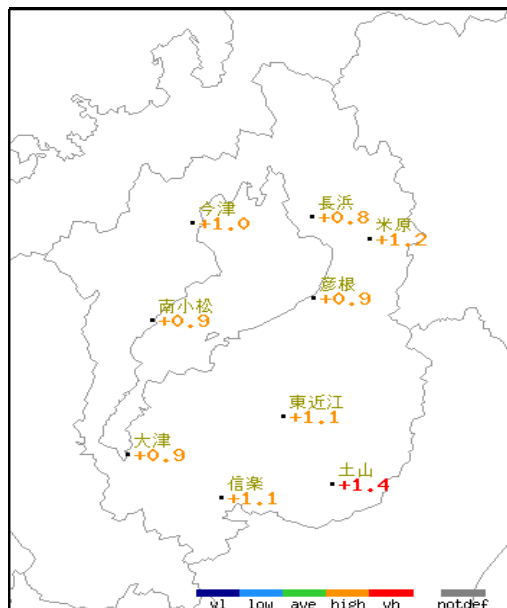 長浜
+0.8
今津
+1.0
米原
+1.2
彦根
+0.9
南小松
+0.9
東近江
+1.1
大津
+0.9
土山
+1.4
信楽
+1.1
vl low ave high vh notdef